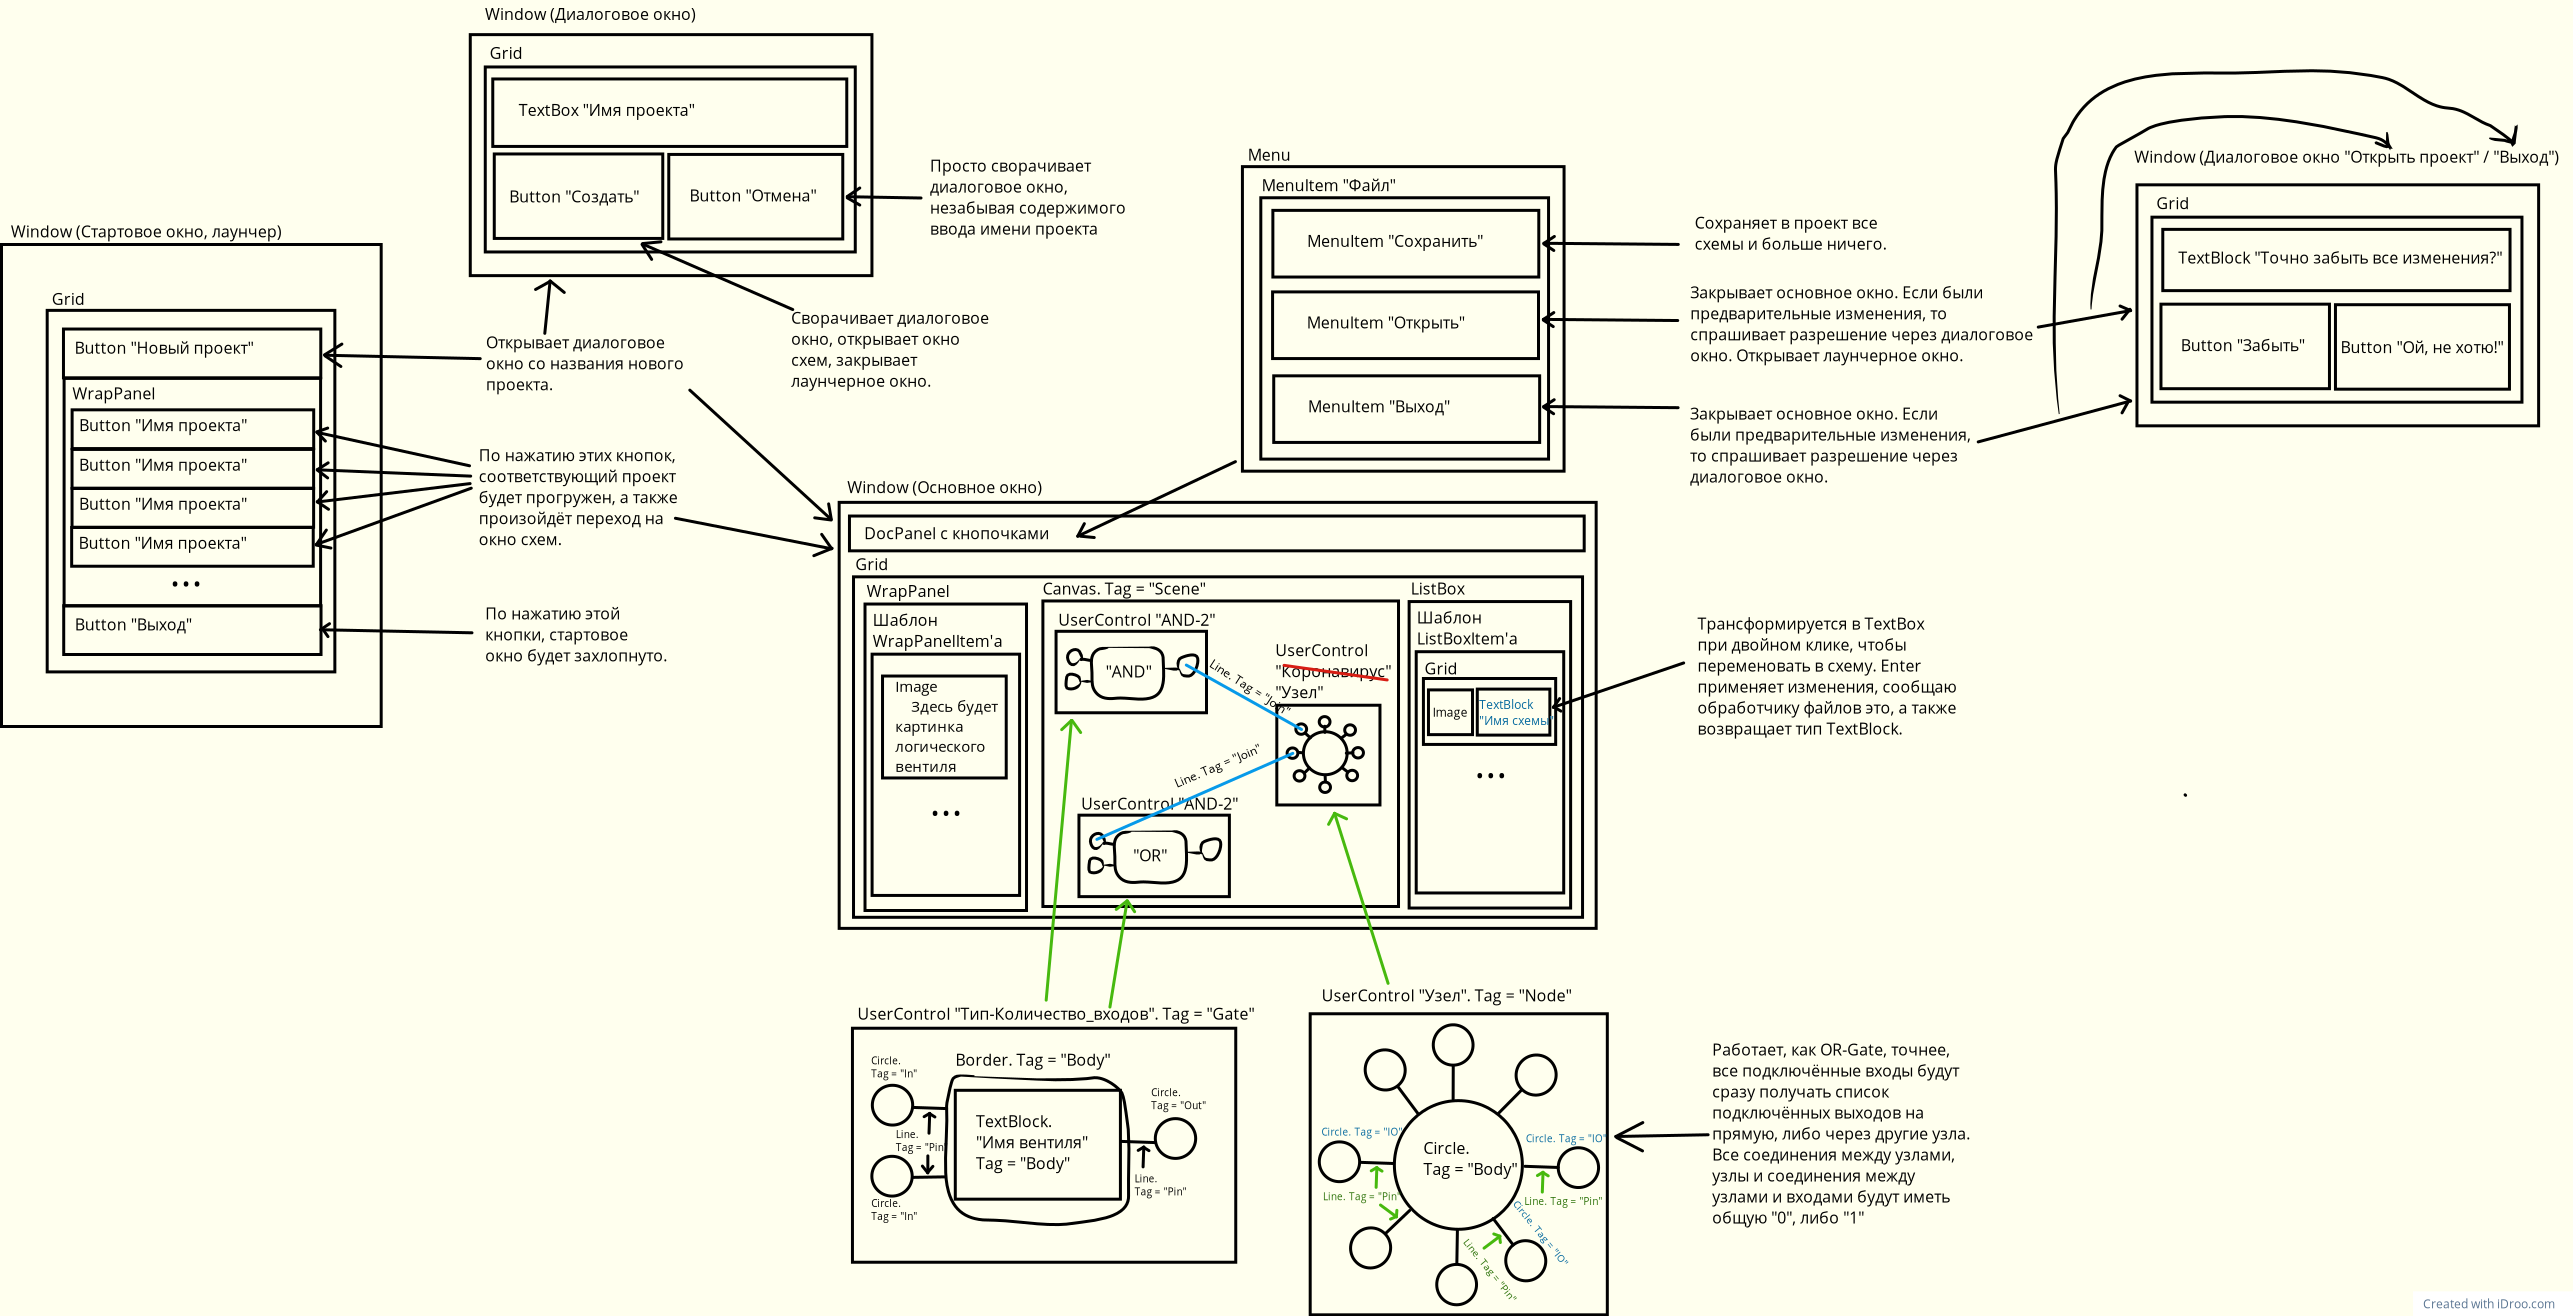 Window (Диалоговое окно)
Grid
TextBox "Имя проекта"
Button "Создать"
Button "Отмена"
Просто сворачивает
диалоговое окно,
незабывая содержимого
ввода имени проекта
Window (Стартовое окно, лаунчер)
Grid
Button "Новый проект"
WrapPanel
Button "Имя проекта"
Button "Имя проекта"
Button "Имя проекта"
Button "Имя проекта"
...
Button "Выход"
Открывает диалоговое
окно со названия нового
проекта.
Сворачивает диалоговое
окно, открывает окно
схем, закрывает
лаунчерное окно.
По нажатию этих кнопок,
соответствующий проект
будет прогружен, а также
произойдёт переход на
окно схем.
По нажатию этой
кнопки, стартовое
окно будет захлопнуто.
Menu
MenuItem "Файл"
MenuItem "Сохранить"
MenuItem "Открыть"
MenuItem "Выход"
Сохраняет в проект все
схемы и больше ничего.
Закрывает основное окно. Если были
предварительные изменения, то
спрашивает разрешение через диалоговое
окно. Открывает лаунчерное окно.
Закрывает основное окно. Если
были предварительные изменения,
то спрашивает разрешение через
диалоговое окно.
Window (Диалоговое окно "Открыть проект" / "Выход")
Grid
TextBlock "Точно забыть все изменения?"
Button "Забыть"
Button "Ой, не хотю!"
Window (Основное окно)
DocPanel с кнопочками
Grid
WrapPanel
Шаблон
WrapPanelItem'а
Image
Здесь будет
картинка
логического
вентиля
...
Canvas. Tag = "Scene"
UserControl "AND-2"
"AND"
Line. Tag = "Join"
UserControl
"Коронавирус"
"Узел"
Line. Tag = "Join"
UserControl "AND-2"
"OR"
ListBox
Шаблон
ListBoxItem'а
Grid
Image
TextBlock
"Имя схемы"
...
Трансформируется в TextBox
при двойном клике, чтобы
переменовать в схему. Enter
применяет изменения, сообщаю
обработчику файлов это, а также
возвращает тип TextBlock.
UserControl "Тип-Количество_входов". Tag = "Gate"
Circle.
Tag = "In"
Border. Tag = "Body"
Circle.
Tag = "Out"
TextBlock.
"Имя вентиля"
Tag = "Body"
Line.
Tag = "Pin"
Line.
Tag = "Pin"
Circle.
Tag = "In"
UserControl "Узел". Tag = "Node"
Circle. Tag = "IO"
Circle. Tag = "IO"
Circle.
Tag = "Body"
Line. Tag = "Pin"
Line. Tag = "Pin"
Circle. Tag = "IO"
Line. Tag = "Pin"
Работает, как OR-Gate, точнее,
все подключённые входы будут
сразу получать список
подключённых выходов на
прямую, либо через другие узла.
Все соединения между узлами,
узлы и соединения между
узлами и входами будут иметь
общую "0", либо "1"
Created with iDroo.com